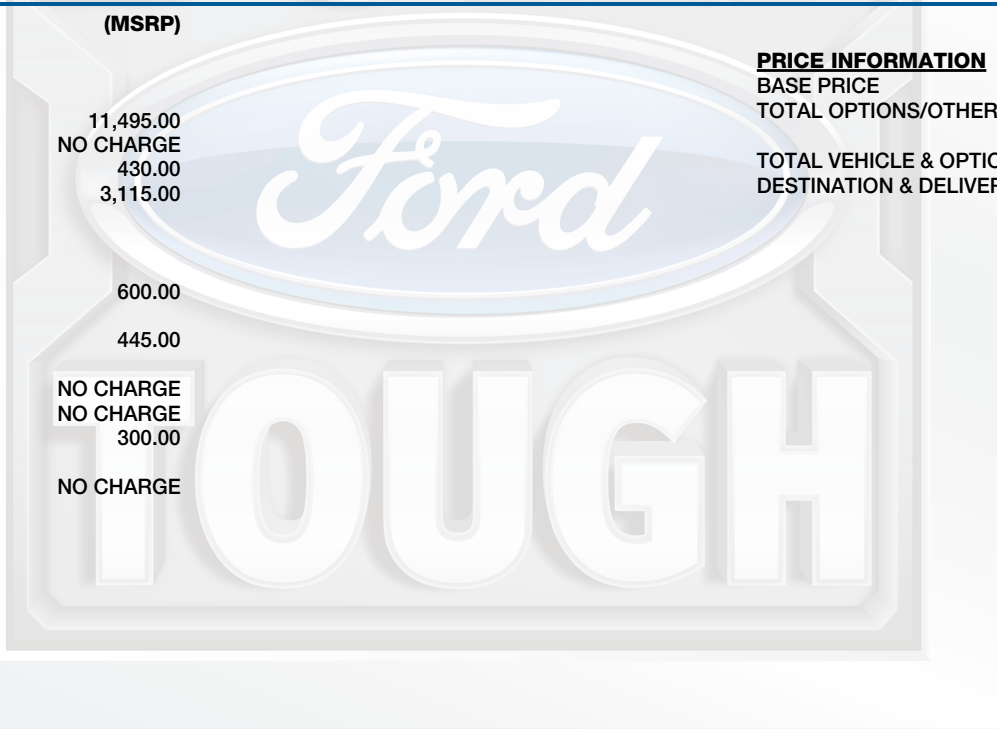 (MSRP)
11,495.00
NO CHARGE
430.00
3,115.00
600.00
445.00
NO CHARGE
NO CHARGE
300.00
NO CHARGE
PRICE INFORMATION
BASE PRICE
TOTAL OPTIONS/OTHER
TOTAL VEHICLE & OPTIO
DESTINATION & DELIVER
Ford
TOUGH